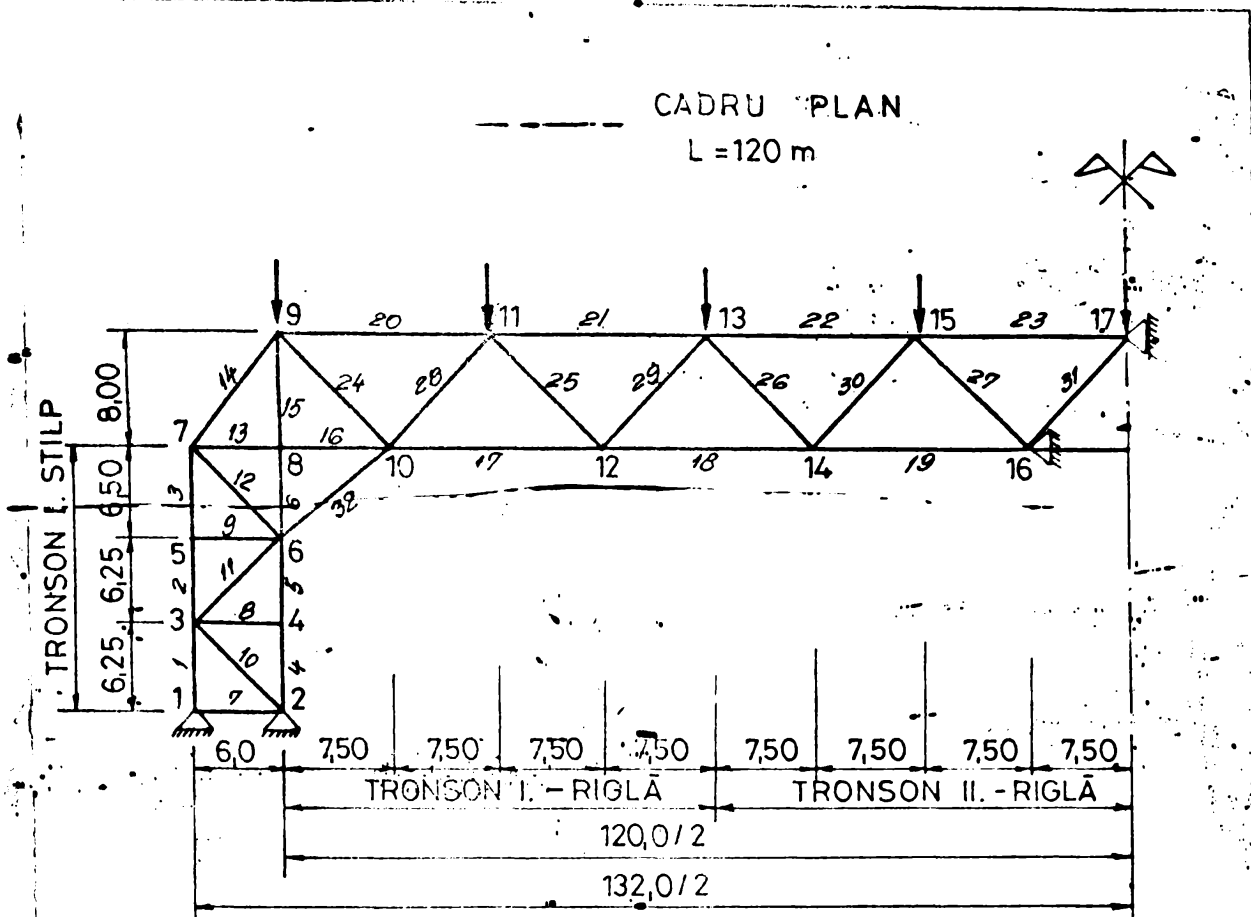 CADRU PLAN
L = 120 m
9 20 11 21 13 22 15 23 17
14 24 28 25 29 26 30 27 31
15
8,00
7 13 16
8 10 17 12 18 14 19 16
TRONSON I. STILP
3 12 6 32
6,50
9
5 6
2 11 5
6,25
3 8 4
1 10 4
6,25
1 7 2
6,0 7,50 7,50 7,50 7,50 7,50 7,50 7,50 7,50
TRONSON I. - RIGLĂ TRONSON II. - RIGLĂ
120,0/2
132,0/2